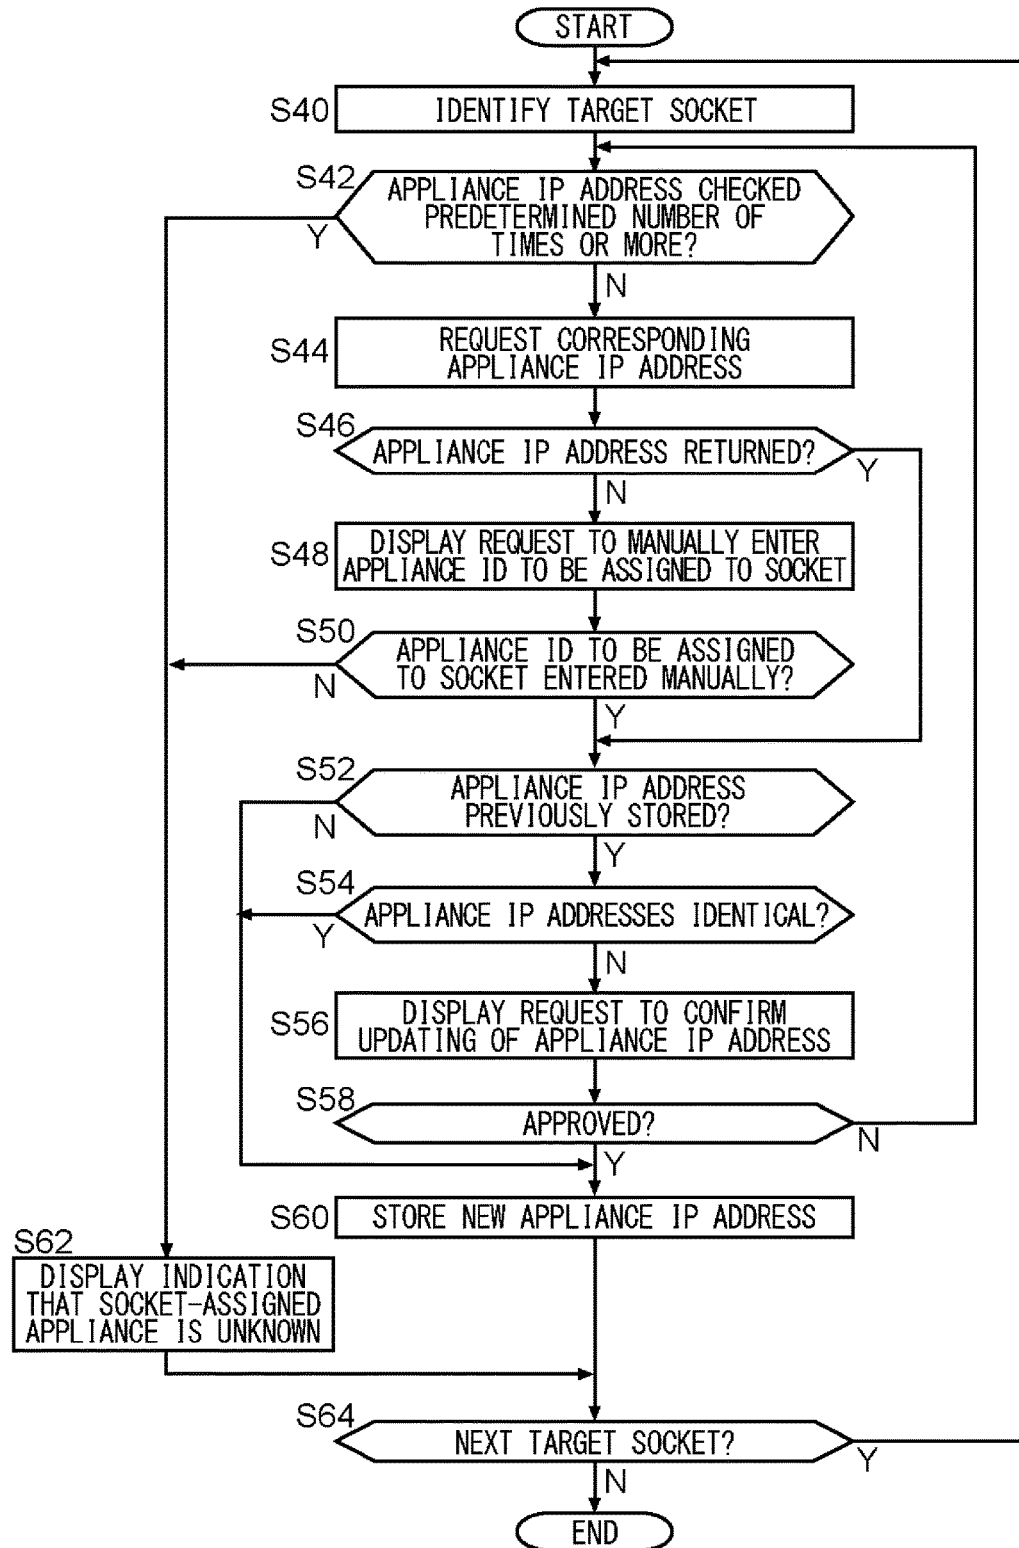 START
S40
IDENTIFY TARGET SOCKET
S42
APPLIANCE IP ADDRESS CHECKED
PREDETERMINED NUMBER OF
TIMES OR MORE?
Y
N
S44
REQUEST CORRESPONDING
APPLIANCE IP ADDRESS
S46
APPLIANCE IP ADDRESS RETURNED?
Y
N
S48
DISPLAY REQUEST TO MANUALLY ENTER
APPLIANCE ID TO BE ASSIGNED TO SOCKET
S50
APPLIANCE ID TO BE ASSIGNED
TO SOCKET ENTERED MANUALLY?
N
Y
S52
APPLIANCE IP ADDRESS
PREVIOUSLY STORED?
N
Y
S54
APPLIANCE IP ADDRESSES IDENTICAL?
Y
N
S56
DISPLAY REQUEST TO CONFIRM
UPDATING OF APPLIANCE IP ADDRESS
S58
APPROVED?
N
Y
S60
STORE NEW APPLIANCE IP ADDRESS
S62
DISPLAY INDICATION
THAT SOCKET-ASSIGNED
APPLIANCE IS UNKNOWN
S64
NEXT TARGET SOCKET?
Y
N
END